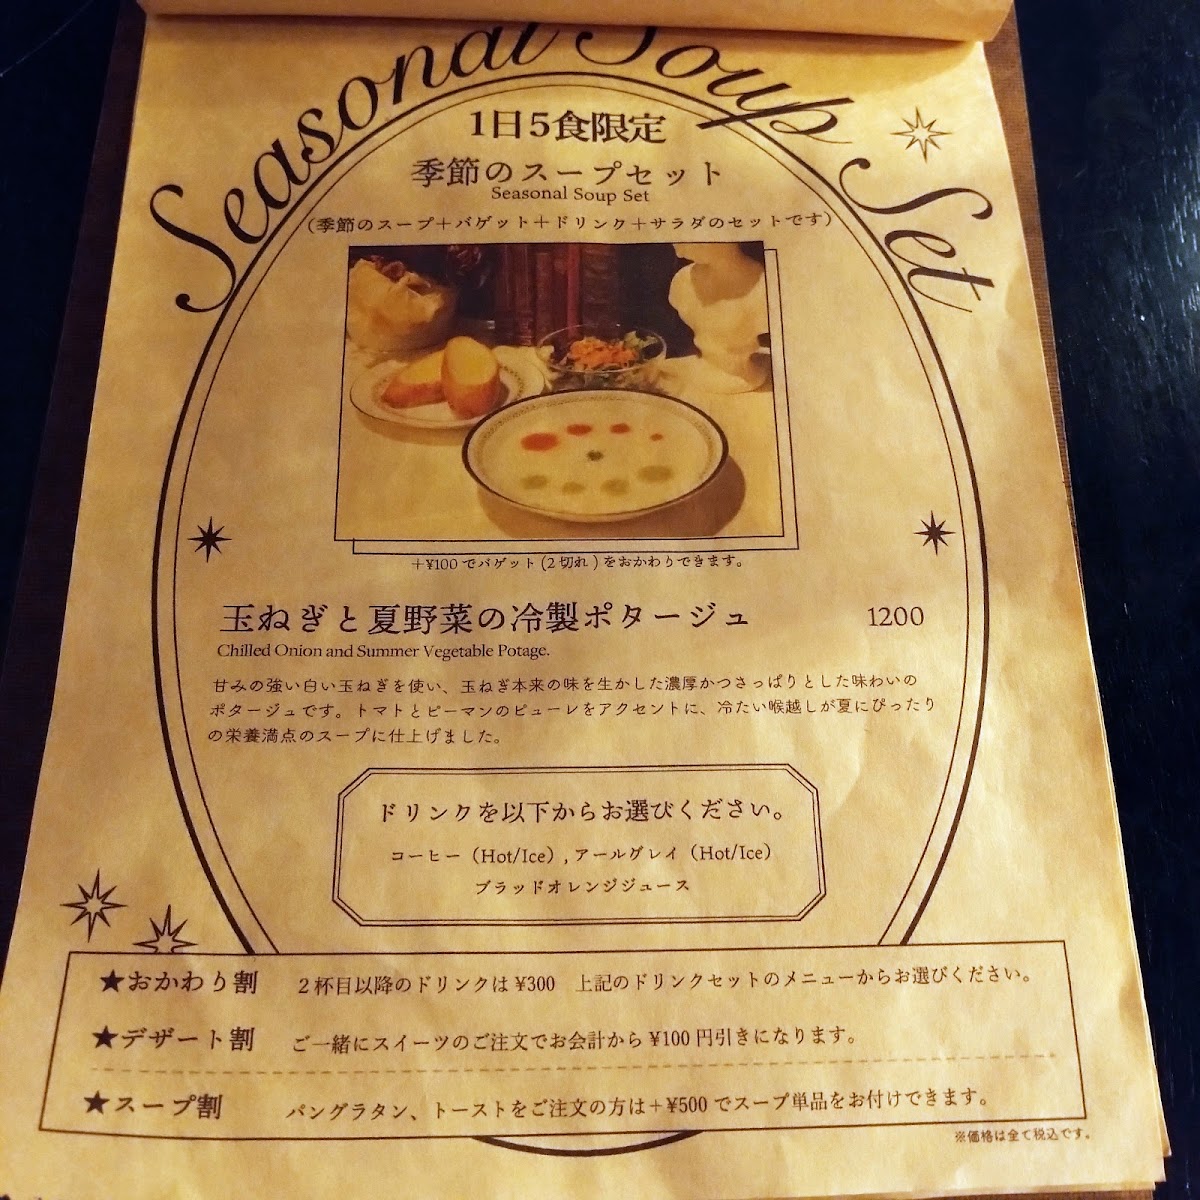 Seasonal Soup Set
1日5食限定
季節のスープセット
Seasonal Soup Set
（季節のスープ＋バゲット＋ドリンク＋サラダのセットです）
＋¥100でバゲット(2切れ)をおかわりできます。
玉ねぎと夏野菜の冷製ポタージュ 1200
Chilled Onion and Summer Vegetable Potage.
甘みの強い白い玉ねぎを使い、玉ねぎ本来の味を生かした濃厚かつさっぱりとした味わいの
ポタージュです。トマトとピーマンのピューレをアクセントに、冷たい喉越しが夏にぴったり
の栄養満点のスープに仕上げました。
ドリンクを以下からお選びください。
コーヒー（Hot/Ice）, アールグレイ（Hot/Ice）
ブラッドオレンジジュース
★おかわり割 2杯目以降のドリンクは¥300 上記のドリンクセットのメニューからお選びください。
★デザート割 ご一緒にスイーツのご注文でお会計から¥100円引きになります。
★スープ割 パングラタン、トーストをご注文の方は＋¥500でスープ単品をお付けできます。
※価格は全て税込です。